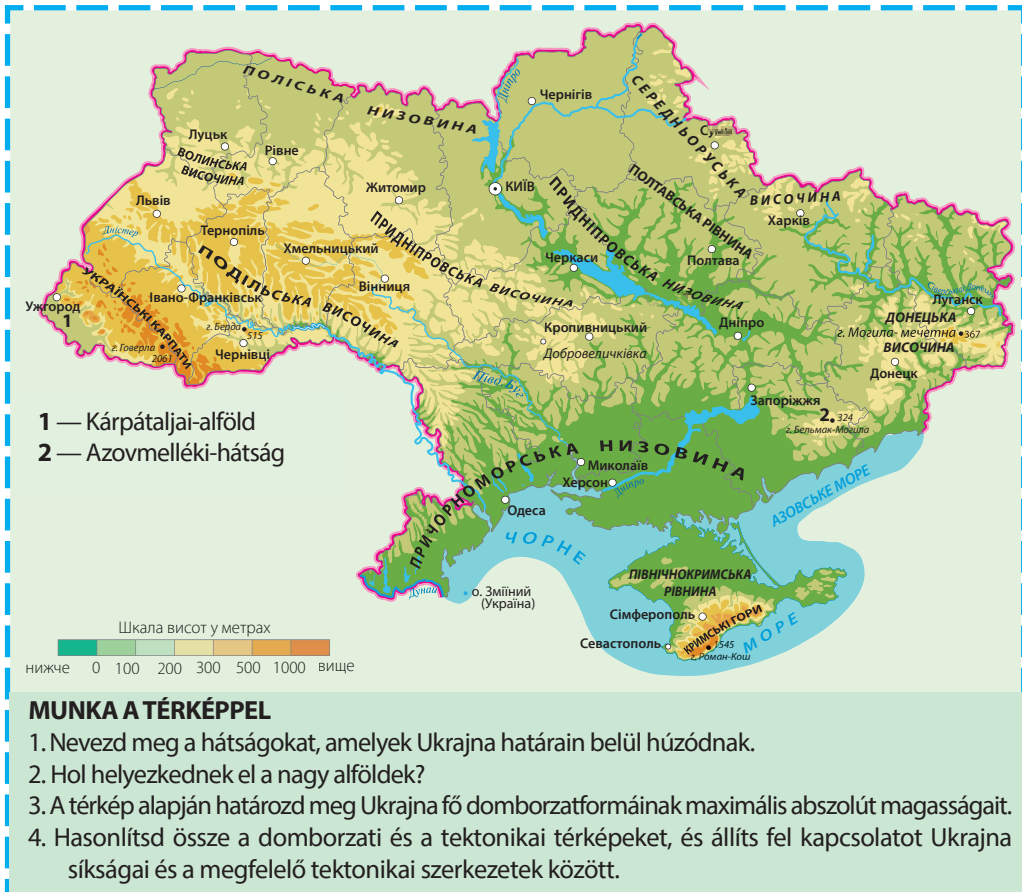 ПОЛІСЬКА НИЗОВИНА
Дніпро
Чернігів
СЕРЕДНЬОРУСЬКА ВИСОЧИНА
Луцьк
Рівне
ВОЛИНСЬКА
ВИСОЧИНА
Житомир
КИЇВ
ПОЛТАВСЬКА РІВНИНА
Харків
Львів
Тернопіль
Хмельницький
ПРИДНІПРОВСЬКА ВИСОЧИНА
ПРИДНІПРОВСЬКА НИЗОВИНА
Полтава
Дністер
ПОДІЛЬСЬКА ВИСОЧИНА
Вінниця
Черкаси
Луганск
Ужгород
1
УКРАЇНСЬКІ КАРПАТИ
Івано-Франківськ
г. Берда
515
г. Говерла
2061
Чернівці
Кропивницький
Добровеличківка
Дніпро
ДОНЕЦЬКА
г. Могила- мечетна 367
ВИСОЧИНА
Донецк
Півд Буг
Запоріжжя
2. 324
г. Бельмак-Могила
1 — Kárpátaljai-alföld
2 — Azovmelléki-hátság
ПРИЧОРНОМОРСЬКА НИЗОВИНА
Миколаїв
Херсон
Дніпро
Одеса
АЗОВСЬКЕ МОРЕ
ЧОРНЕ МОРЕ
Дунай
о. Зміїний
(Україна)
ПІВНІЧНОКРИМСЬКА
РІВНИНА
Сімферополь
КРИМСЬКІ ГОРИ
Севастополь
1545
г. Роман-Кош
Шкала висот у метрах
нижче 0 100 200 300 500 1000 вище
MUNKA A TÉRKÉPPEL
1. Nevezd meg a hátságokat, amelyek Ukrajna határain belül húzódnak.
2. Hol helyezkednek el a nagy alföldek?
3. A térkép alapján határozd meg Ukrajna fő domborzatformáinak maximális abszolút magasságait.
4. Hasonlítsd össze a domborzati és a tektonikai térképeket, és állíts fel kapcsolatot Ukrajna
síkságai és a megfelelő tektonikai szerkezetek között.